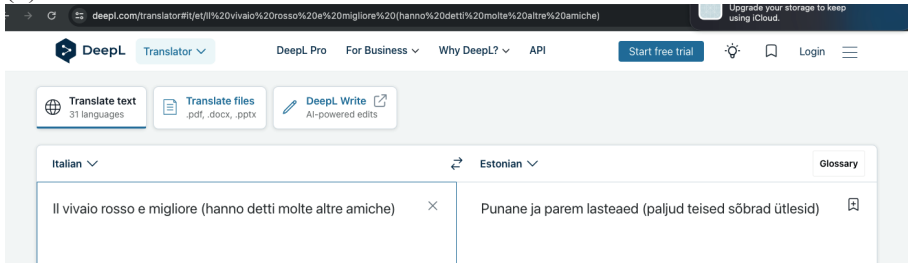 deepl.com/translator#it/et/Il%20vivaio%20rosso%20e%20migliore%20(hanno%20detti%20molte%20altre%20amiche)
Upgrade your storage to keep
using iCloud.
DeepL
Translator
DeepL Pro
For Business
Why DeepL?
API
Start free trial
Login
Translate text
31 languages
Translate files
.pdf, .docx, .pptx
DeepL Write
AI-powered edits
Italian
Estonian
Glossary
Il vivaio rosso e migliore (hanno detti molte altre amiche)
Punane ja parem lasteaed (paljud teised sõbrad ütlesid)